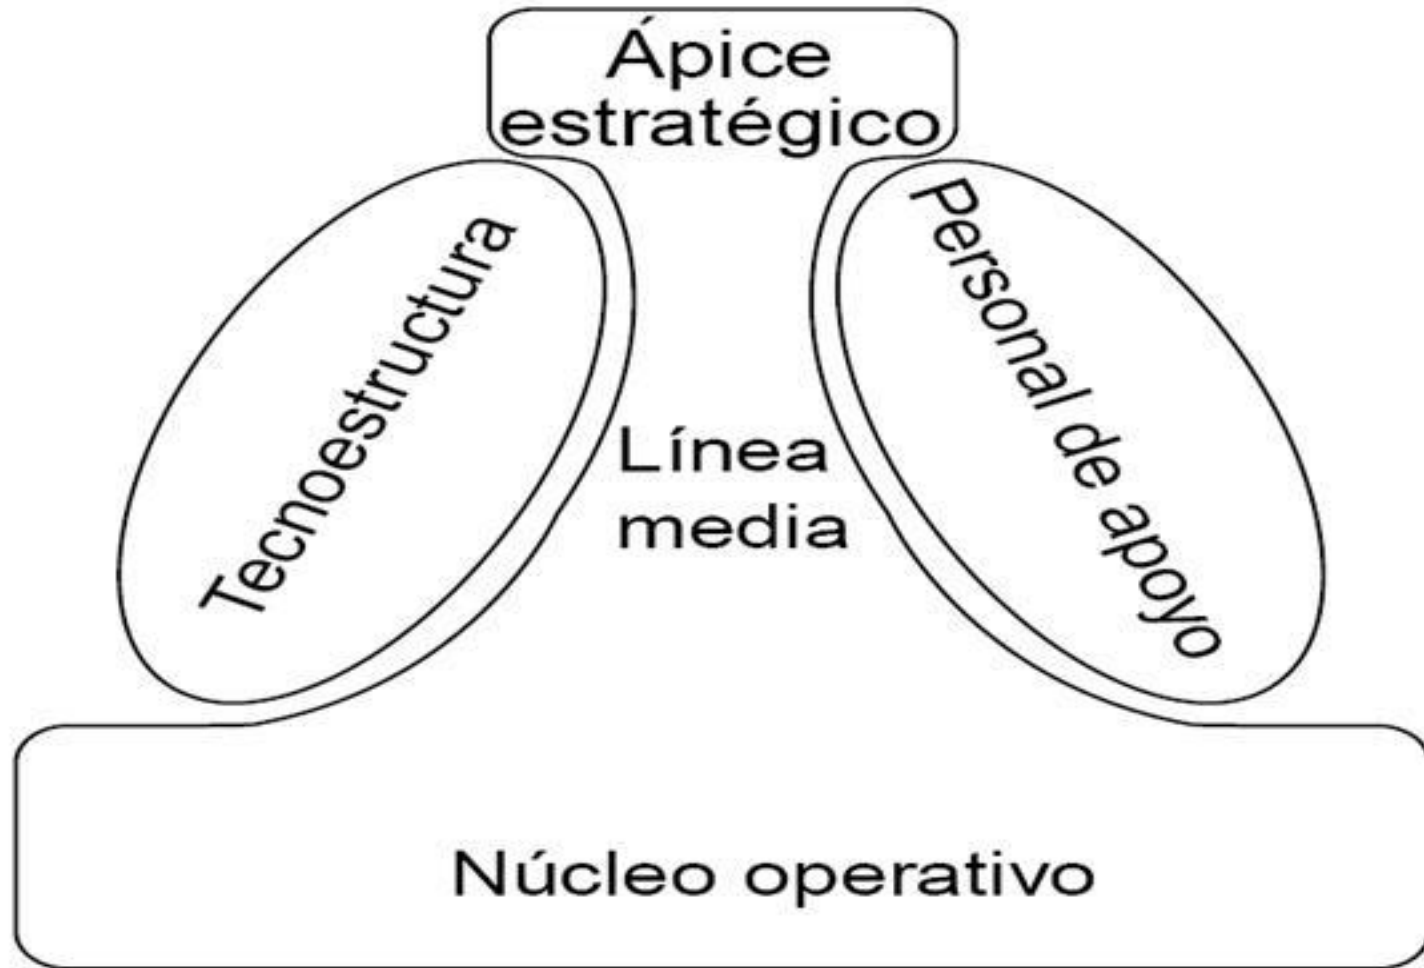 Ápice
estratégico
Tecnoestructura
Personal de apoyo
Línea
media
Núcleo operativo